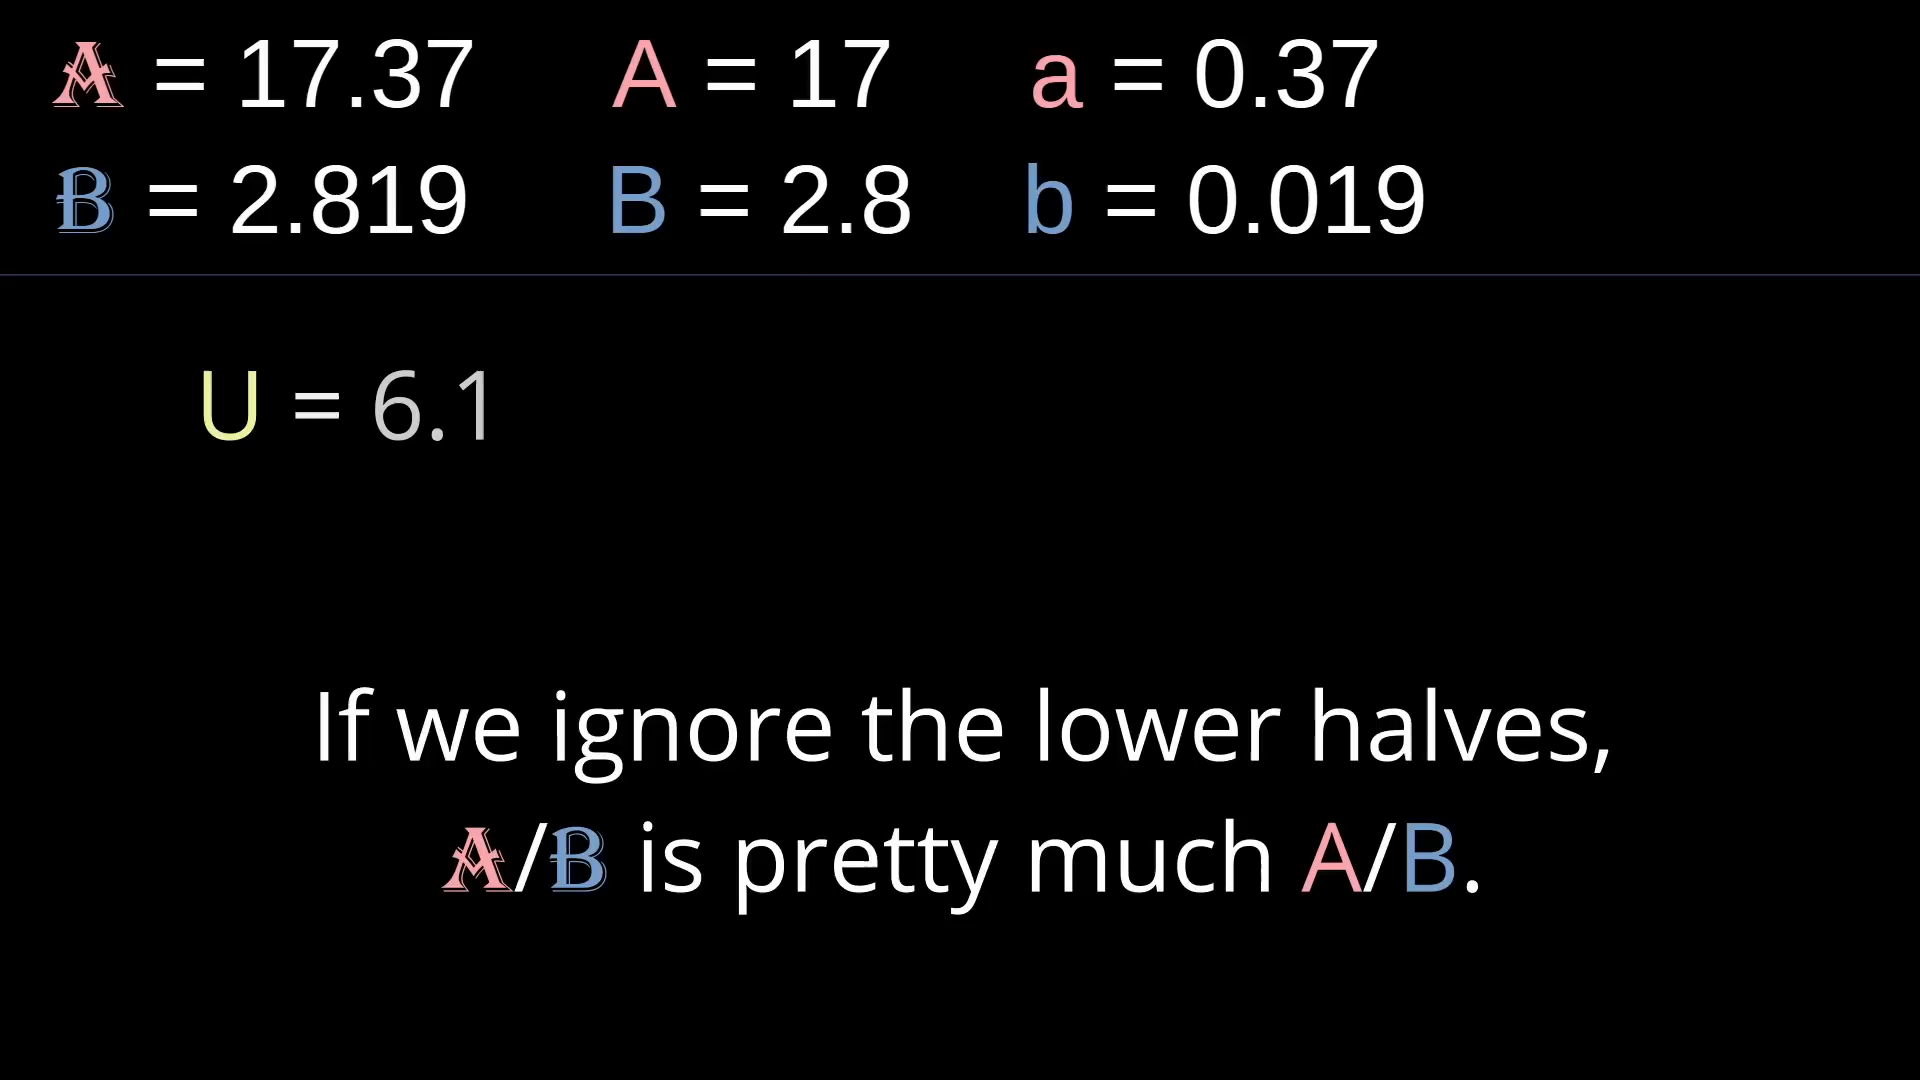 A = 17.37 A = 17 a = 0.37
B = 2.819 B = 2.8 b = 0.019
U = 6.1
If we ignore the lower halves,
A/B is pretty much A/B.